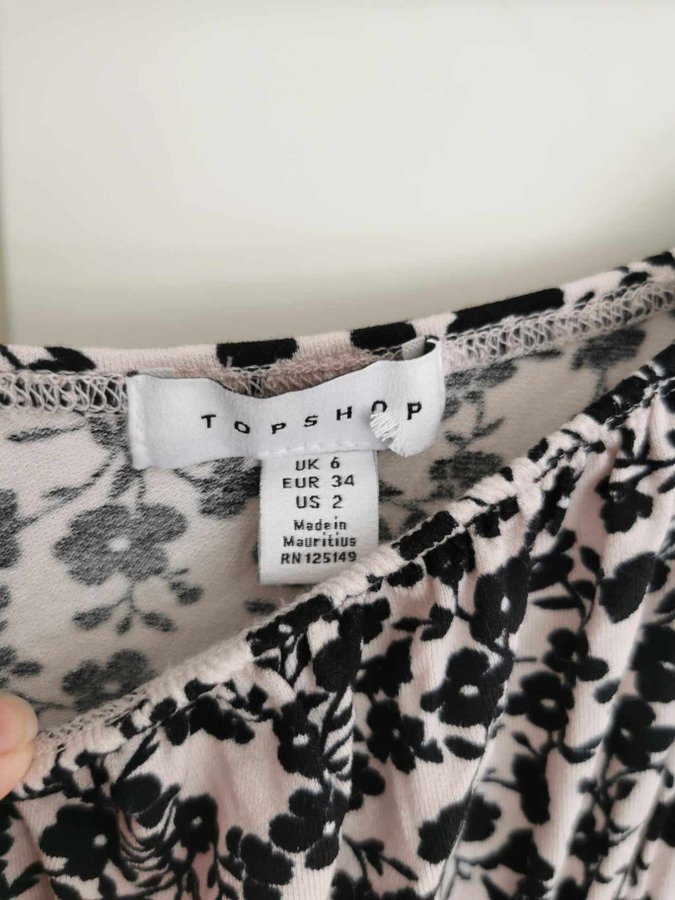 TOPSHOP
UK 6
EUR 34
US 2
Made in
Mauritius
RN 125149